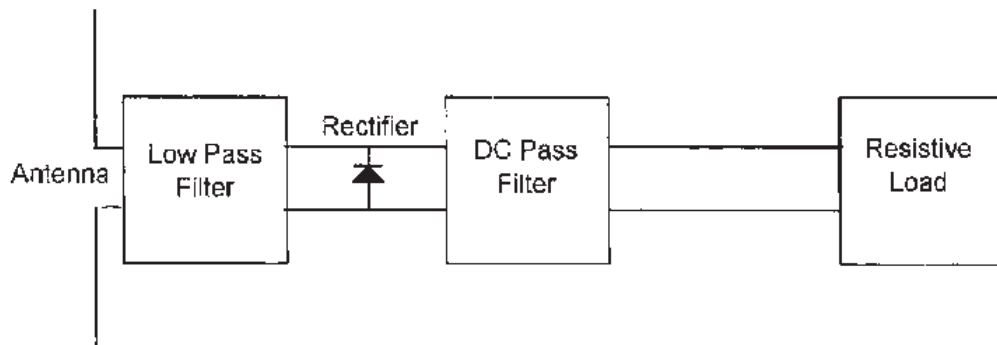 Antenna
Low Pass
Filter
Rectifier
DC Pass
Filter
Resistive
Load